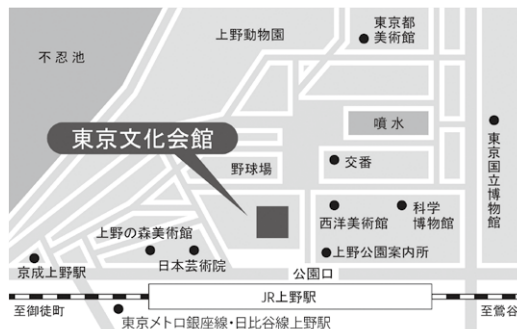 不忍池
上野動物園
東京都
美術館
噴水
東京国立博物館
東京文化会館
野球場
交番
西洋美術館
科学
博物館
上野の森美術館
日本芸術院
上野公園案内所
京成上野駅
公園口
JR上野駅
至御徒町
至鶯谷
東京メトロ銀座線・日比谷線上野駅